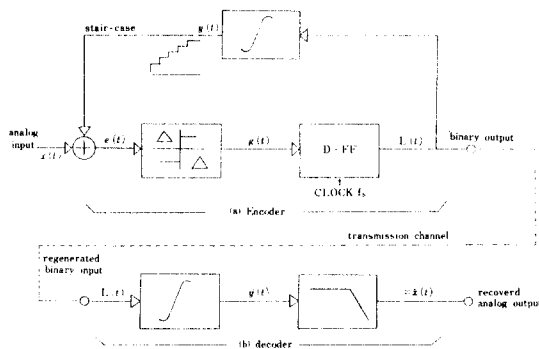 stair-case
y(t)
analog
input
x(t)
e(t)
g(t)
D-FF
L(t)
binary output
CLOCK fs
(a) Encoder
transmission channel
regenerated
binary input
L(t)
y(t)
≈x̂(t)
recoverd
analog output
(b) decoder